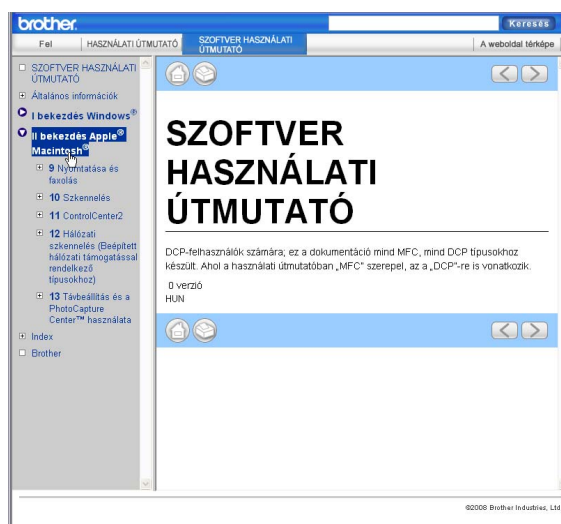 brother.
Keresés
Fel
HASZNÁLATI ÚTMUTATÓ
SZOFTVER HASZNÁLATI
ÚTMUTATÓ
A weboldal térképe
SZOFTVER HASZNÁLATI
ÚTMUTATÓ
Általános információk
I bekezdés Windows®
II bekezdés Apple®
Macintosh®
9 Nyomtatása és
faxolás
10 Szkennelés
11 ControlCenter2
12 Hálózati
szkennelés (Beépített
hálózati támogatással
rendelkező
típusokhoz)
13 Távbeállítás és a
PhotoCapture
Center™ használata
Index
Brother
SZOFTVER
HASZNÁLATI
ÚTMUTATÓ
DCP-felhasználók számára; ez a dokumentáció mind MFC, mind DCP típusokhoz
készült. Ahol a használati útmutatóban „MFC" szerepel, az a „DCP"-re is vonatkozik.
0 verzió
HUN
©2008 Brother Industries, Ltd